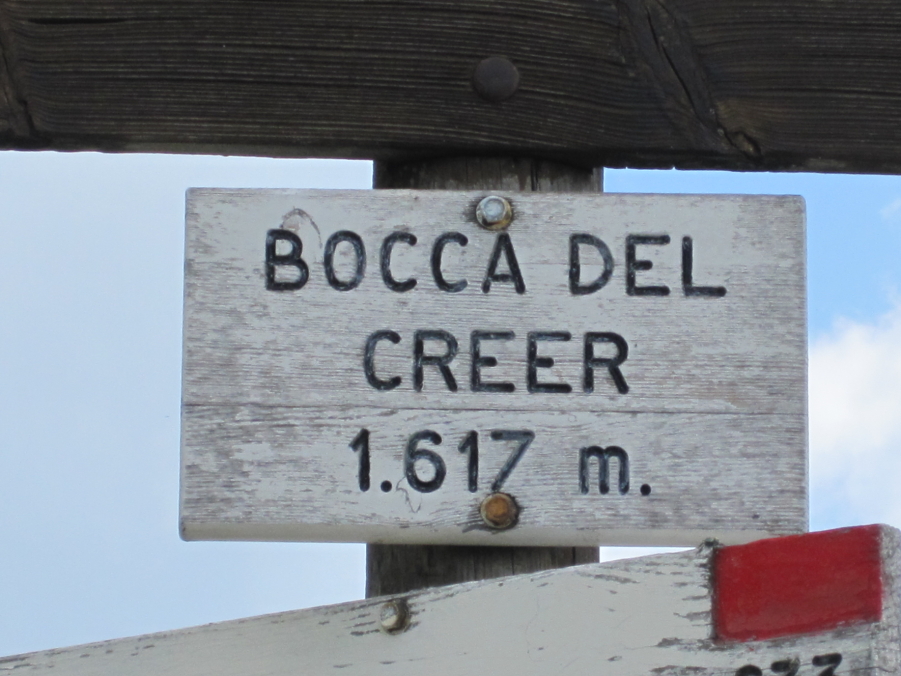 BOCCA DEL
CREER
1.617 m.